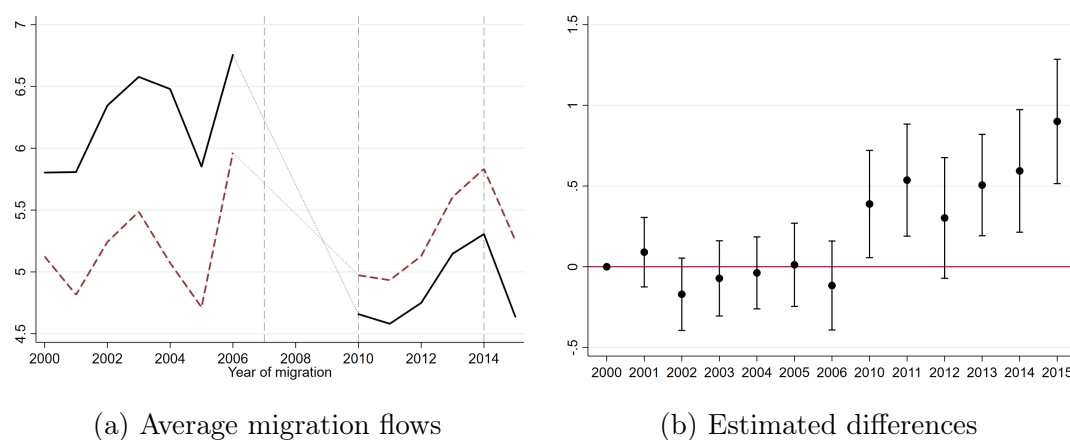 7
6.5
6
5.5
5
4.5
2000 2002 2004 2006 2008 2010 2012 2014
Year of migration
(a) Average migration flows
1.5
1
.5
0
-.5
2000 2001 2002 2003 2004 2005 2006 2010 2011 2012 2013 2014 2015
(b) Estimated differences